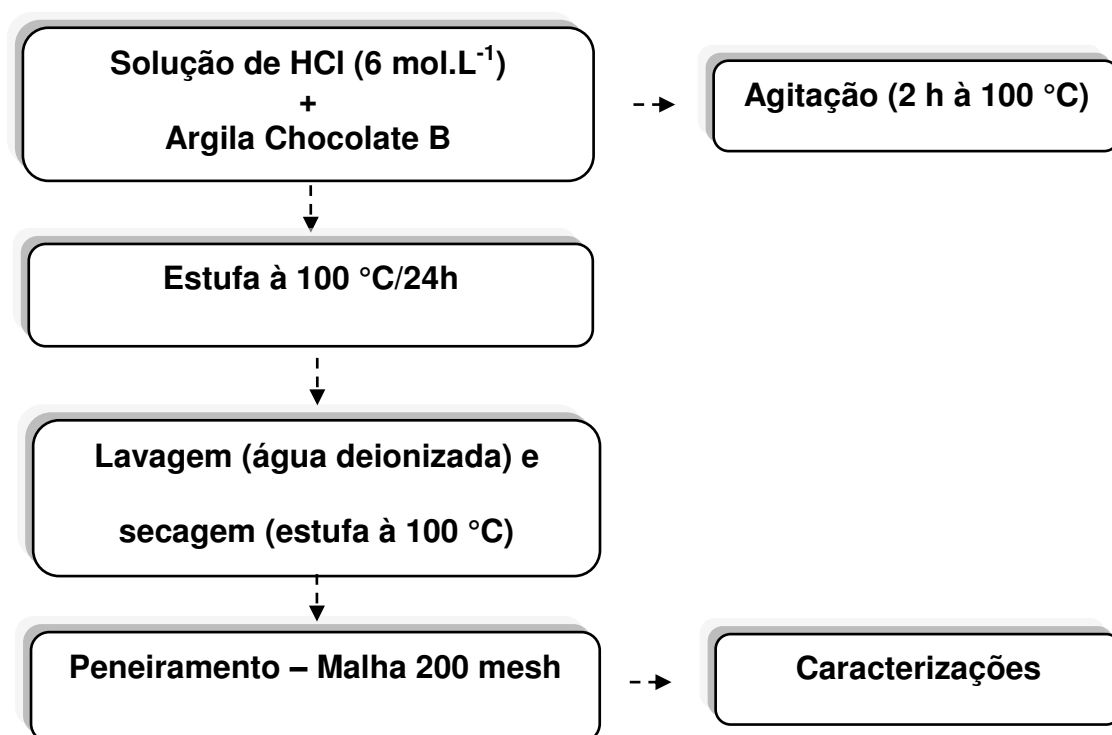 Solução de HCl (6 mol.L⁻¹)
+
Argila Chocolate B
Agitação (2 h à 100 °C)
Estufa à 100 °C/24h
Lavagem (água deionizada) e
secagem (estufa à 100 °C)
Peneiramento – Malha 200 mesh
Caracterizações